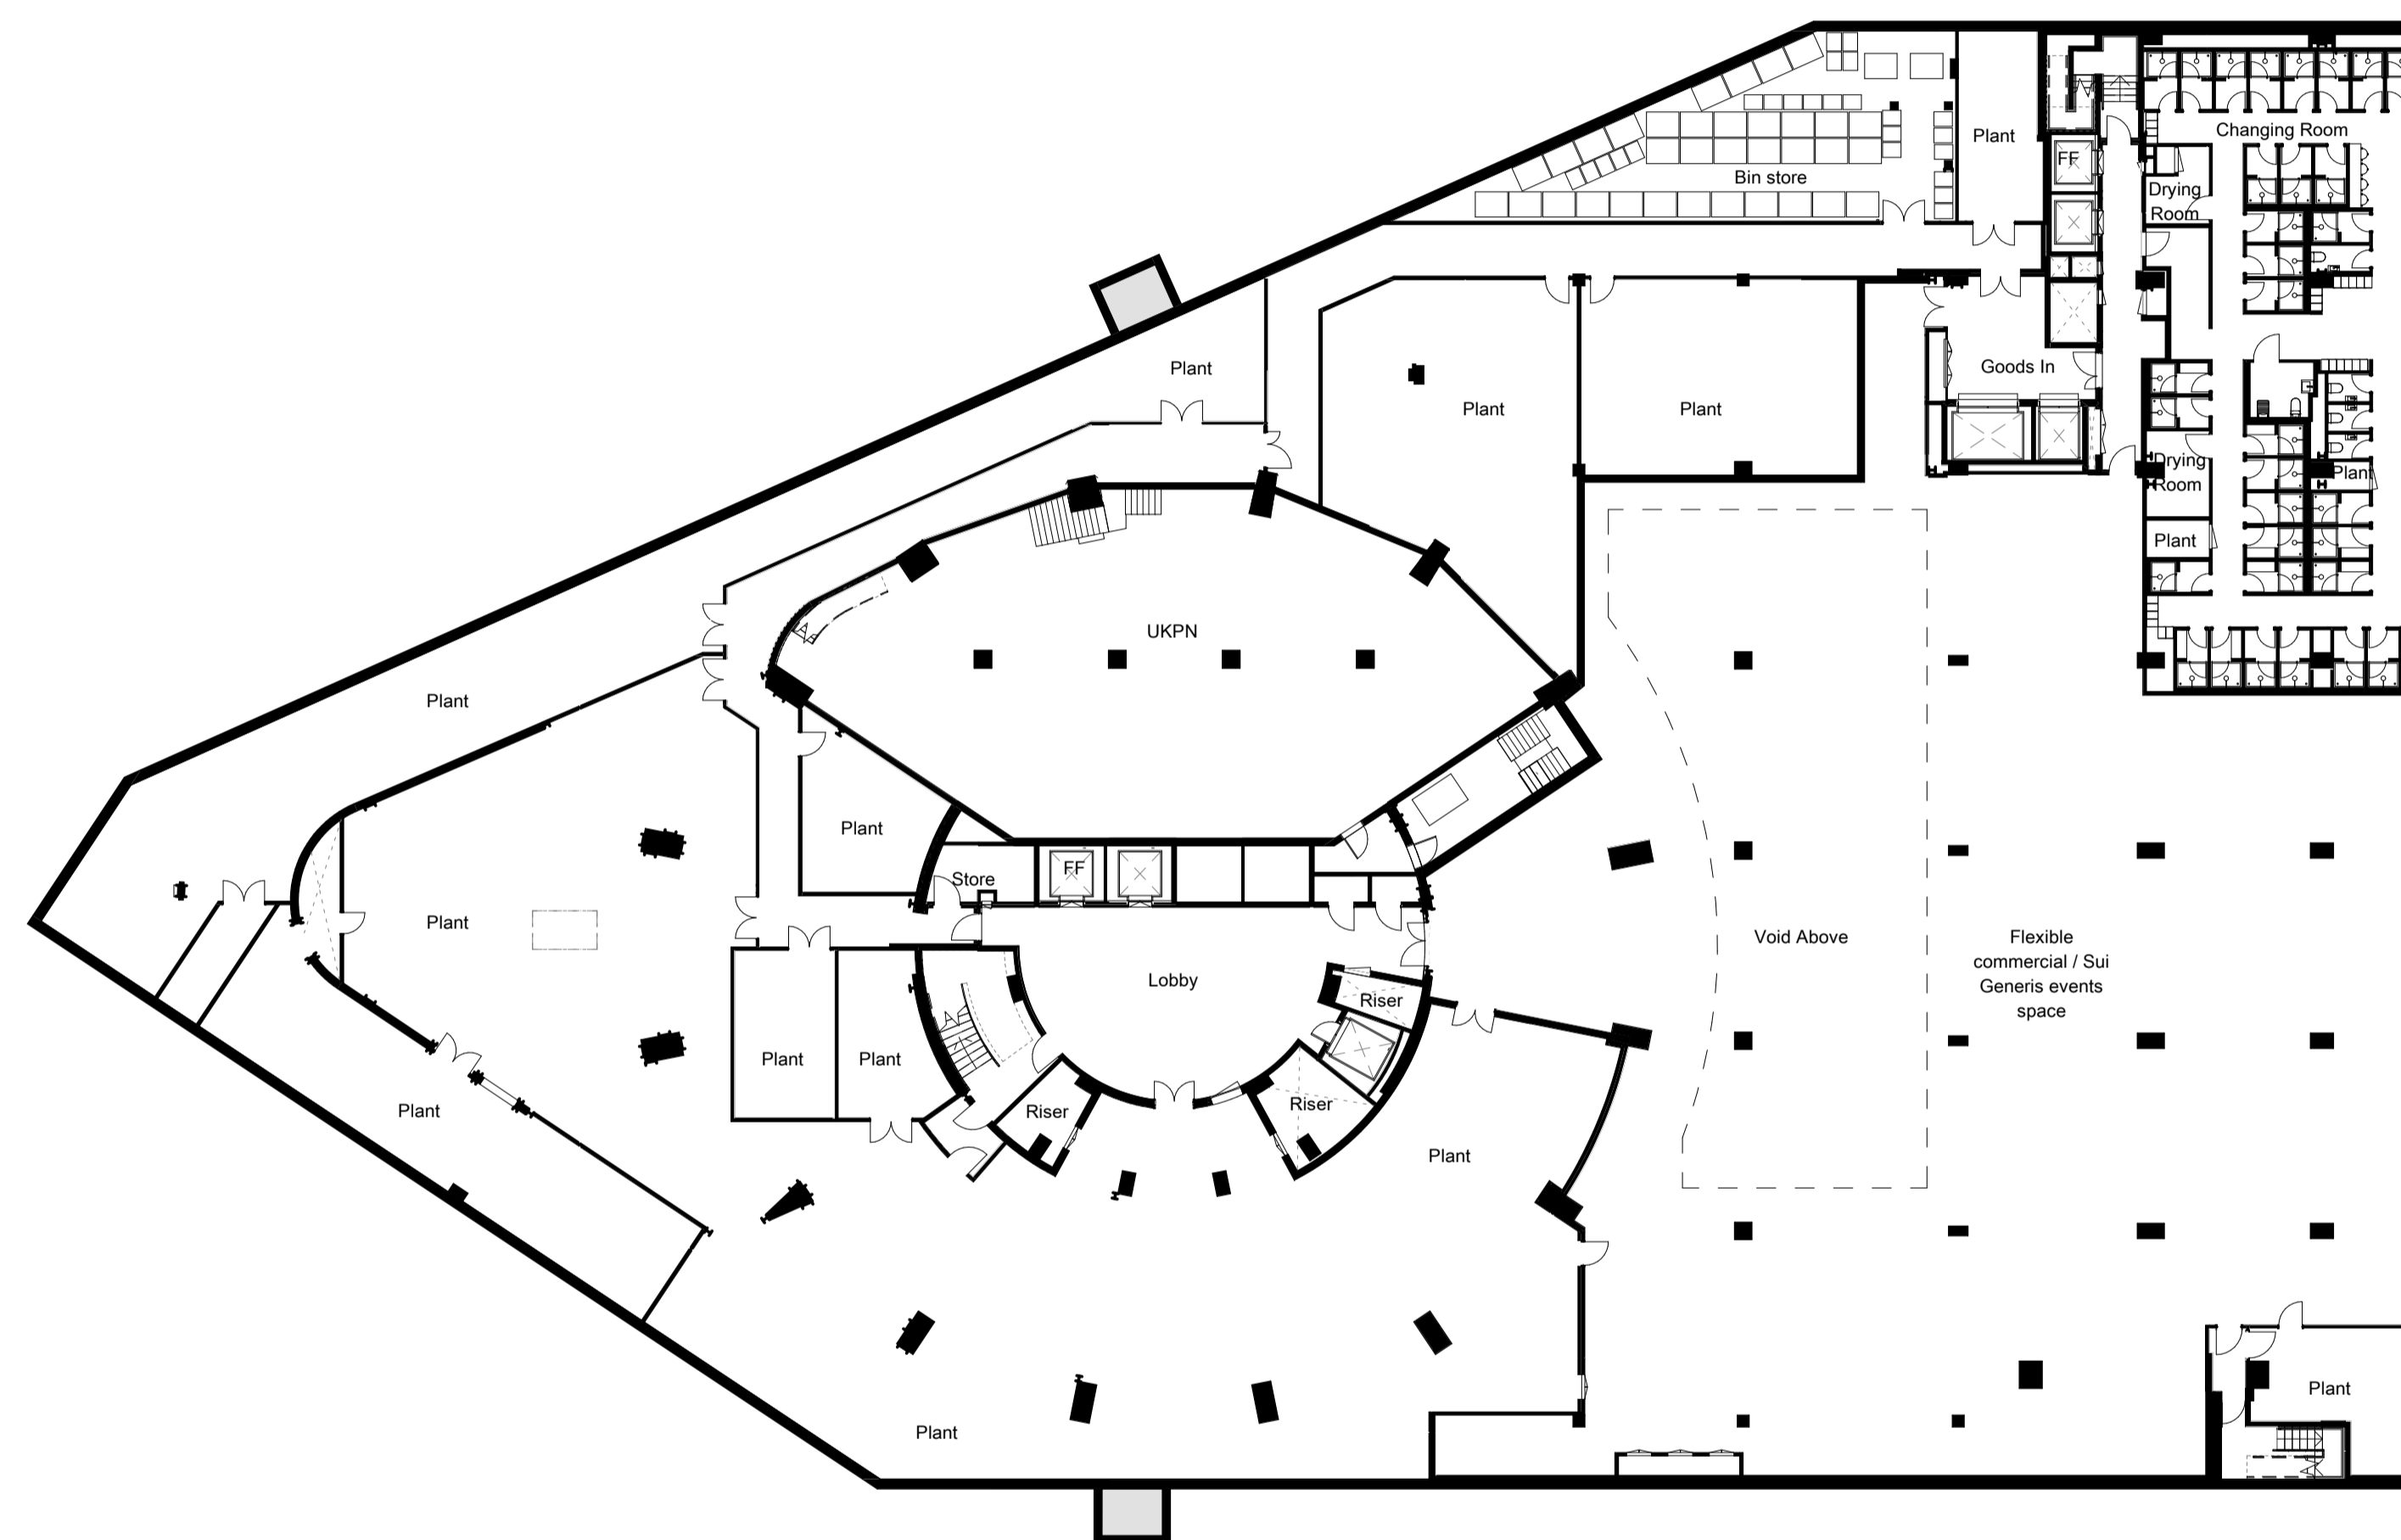 Changing Room
Plant
FF
Bin store
Drying
Room
Plant
Goods In
Plant
Plant
Drying
Room
Plant
Plant
UKPN
Plant
Plant
FF
Store
Plant
Void Above
Flexible
commercial / Sui
Generis events
space
Lobby
Riser
Plant
Plant
Plant
Riser
Riser
Plant
Plant
Plant